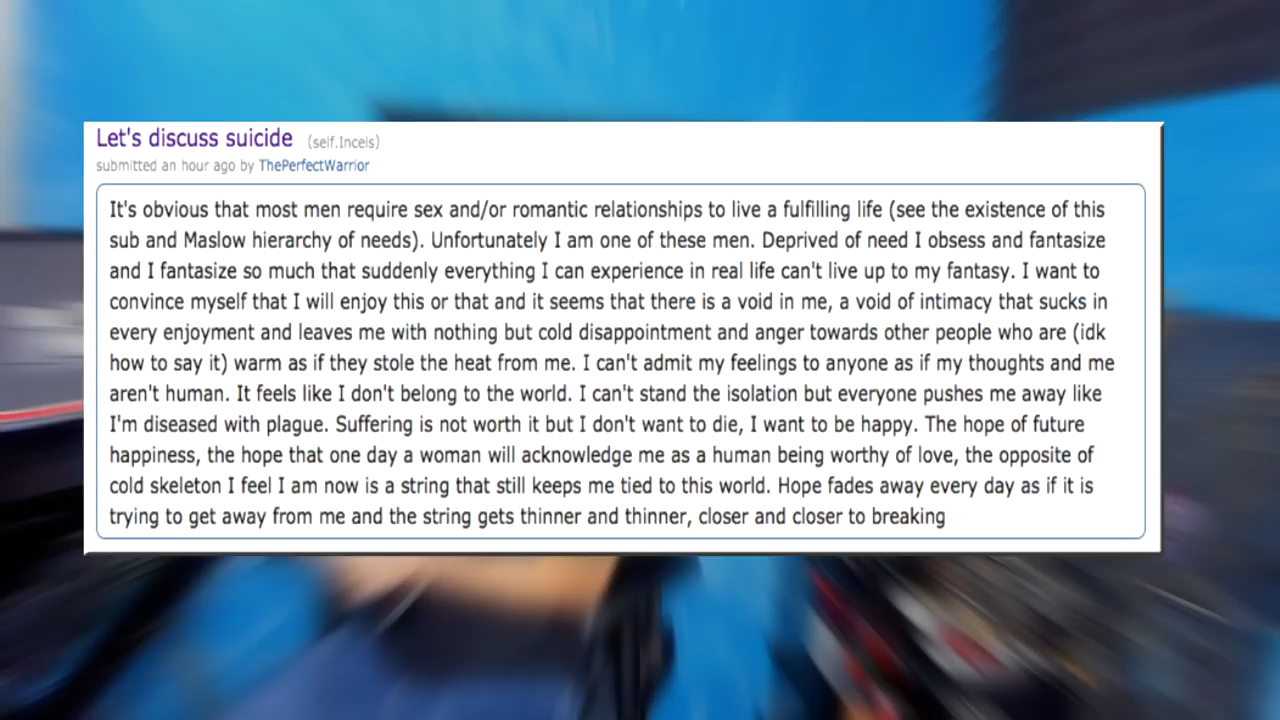 Let's discuss suicide (self.Incels)
submitted an hour ago by ThePerfectWarrior
It's obvious that most men require sex and/or romantic relationships to live a fulfilling life (see the existence of this
sub and Maslow hierarchy of needs). Unfortunately I am one of these men. Deprived of need I obsess and fantasize
and I fantasize so much that suddenly everything I can experience in real life can't live up to my fantasy. I want to
convince myself that I will enjoy this or that and it seems that there is a void in me, a void of intimacy that sucks in
every enjoyment and leaves me with nothing but cold disappointment and anger towards other people who are (idk
how to say it) warm as if they stole the heat from me. I can't admit my feelings to anyone as if my thoughts and me
aren't human. It feels like I don't belong to the world. I can't stand the isolation but everyone pushes me away like
I'm diseased with plague. Suffering is not worth it but I don't want to die, I want to be happy. The hope of future
happiness, the hope that one day a woman will acknowledge me as a human being worthy of love, the opposite of
cold skeleton I feel I am now is a string that still keeps me tied to this world. Hope fades away every day as if it is
trying to get away from me and the string gets thinner and thinner, closer and closer to breaking